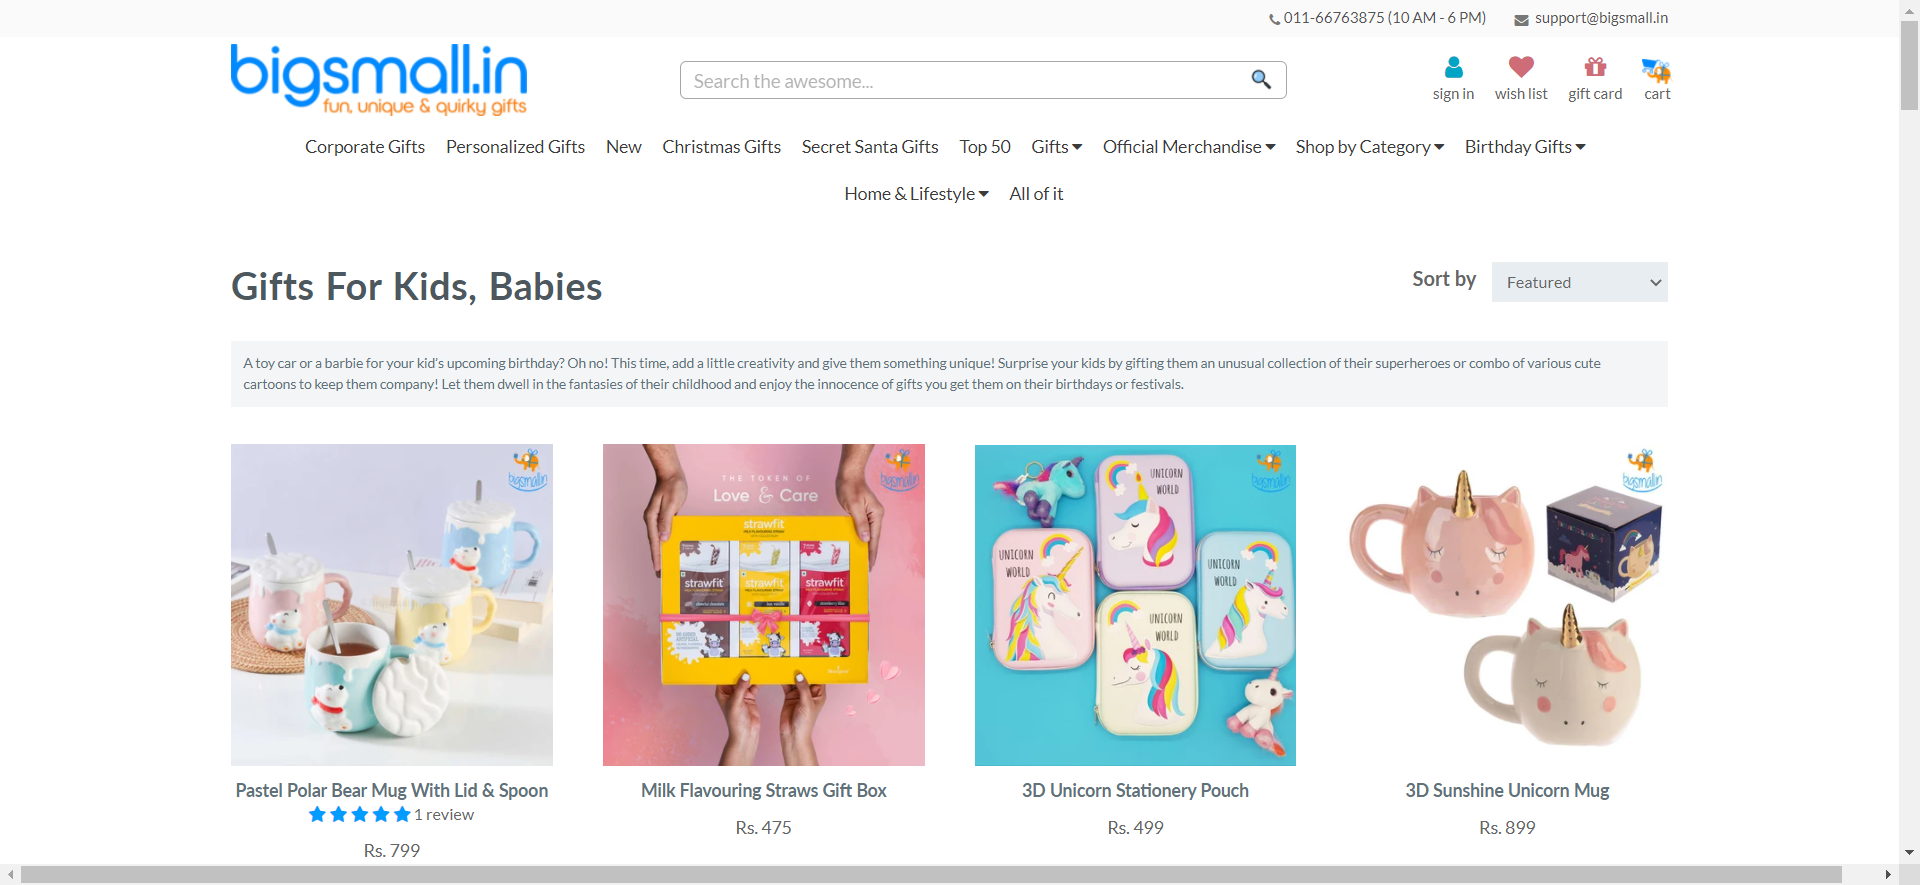 011-66763875 (10 AM - 6 PM) support@bigsmall.in
bigsmall.in
fun, unique & quirky gifts
Search the awesome...
sign in wish list gift card cart
Corporate Gifts Personalized Gifts New Christmas Gifts Secret Santa Gifts Top 50 Gifts Official Merchandise Shop by Category Birthday Gifts
Home & Lifestyle All of it
Gifts For Kids, Babies
Sort by Featured
A toy car or a barbie for your kid's upcoming birthday? Oh no! This time, add a little creativity and give them something unique! Surprise your kids by gifting them an unusual collection of their superheroes or combo of various cute
cartoons to keep them company! Let them dwell in the fantasies of their childhood and enjoy the innocence of gifts you get them on their birthdays or festivals.
bigsmall.in
THE TOKEN OF
Love & Care
bigsmall.in
strawfit
strawfit strawfit strawfit
UNICORN
WORLD
bigsmall.in
UNICORN
WORLD
UNICORN
WORLD
UNICORN
WORLD
bigsmall.in
Pastel Polar Bear Mug With Lid & Spoon
1 review
Rs. 799
Milk Flavouring Straws Gift Box
Rs. 475
3D Unicorn Stationery Pouch
Rs. 499
3D Sunshine Unicorn Mug
Rs. 899